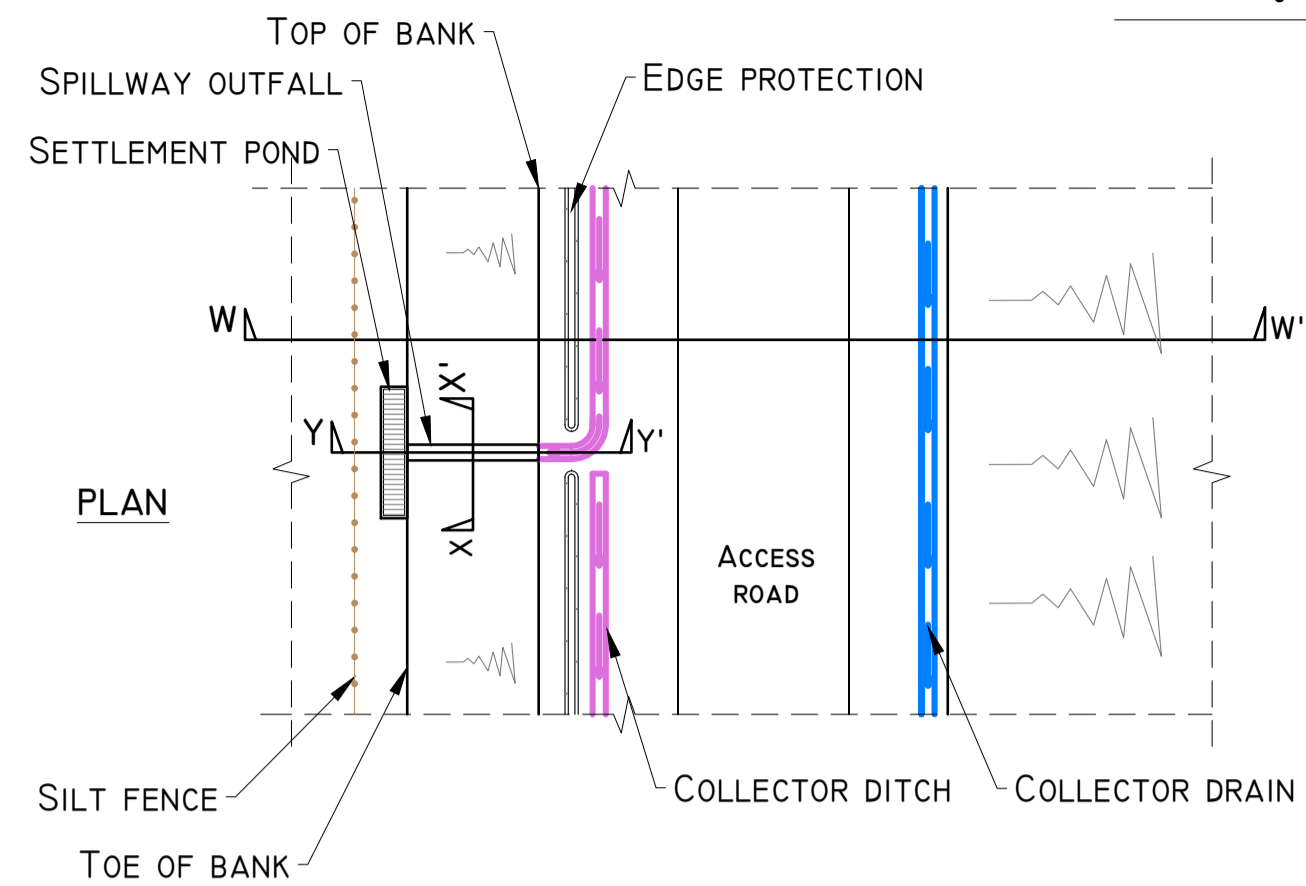 TOP OF BANK
SPILLWAY OUTFALL
EDGE PROTECTION
SETTLEMENT POND
W
W'
X'
Y
Y'
PLAN
X
ACCESS
ROAD
SILT FENCE
COLLECTOR DITCH
COLLECTOR DRAIN
TOE OF BANK